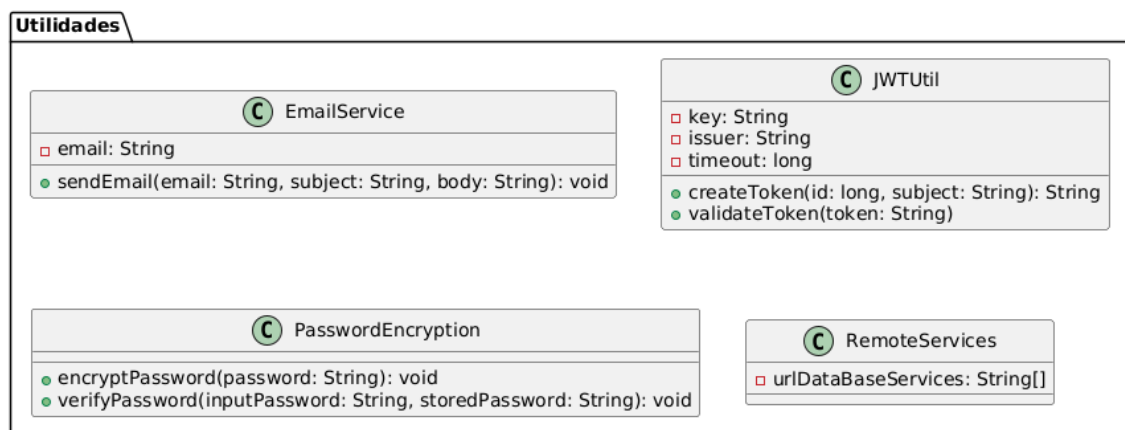 Utilidades
C EmailService
email: String
sendEmail(email: String, subject: String, body: String): void
C JWTUtil
key: String
issuer: String
timeout: long
createToken(id: long, subject: String): String
validateToken(token: String)
C PasswordEncryption
encryptPassword(password: String): void
verifyPassword(inputPassword: String, storedPassword: String): void
C RemoteServices
urlDataBaseServices: String[]